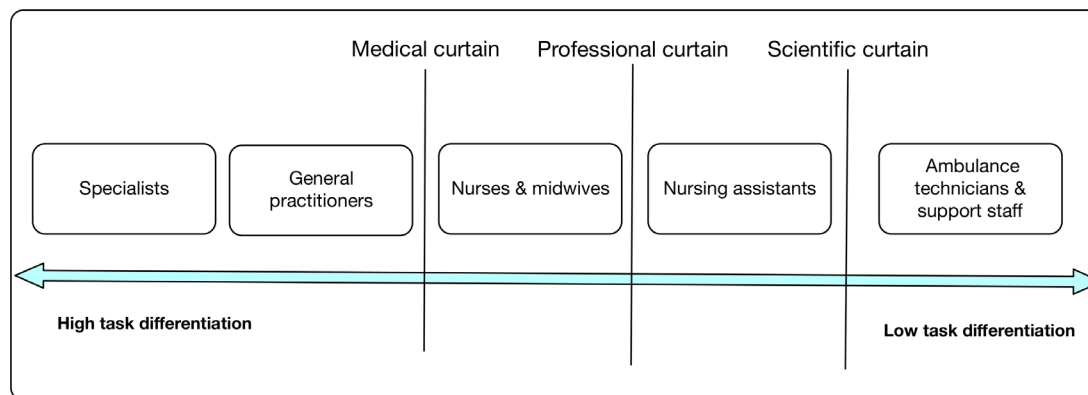 Medical curtain
Professional curtain
Scientific curtain
Specialists
General
practitioners
Nurses & midwives
Nursing assistants
Ambulance
technicians &
support staff
High task differentiation
Low task differentiation